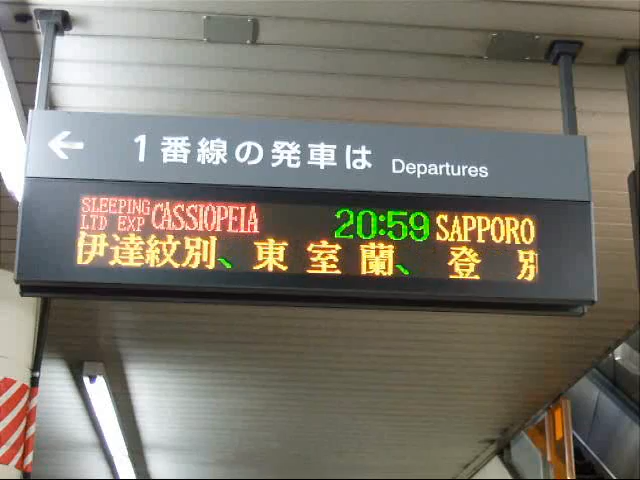 ← 1番線の発車は Departures
SLEEPING LTD EXP CASSIOPEIA 20:59 SAPPORO
伊達紋別、東室蘭、登別